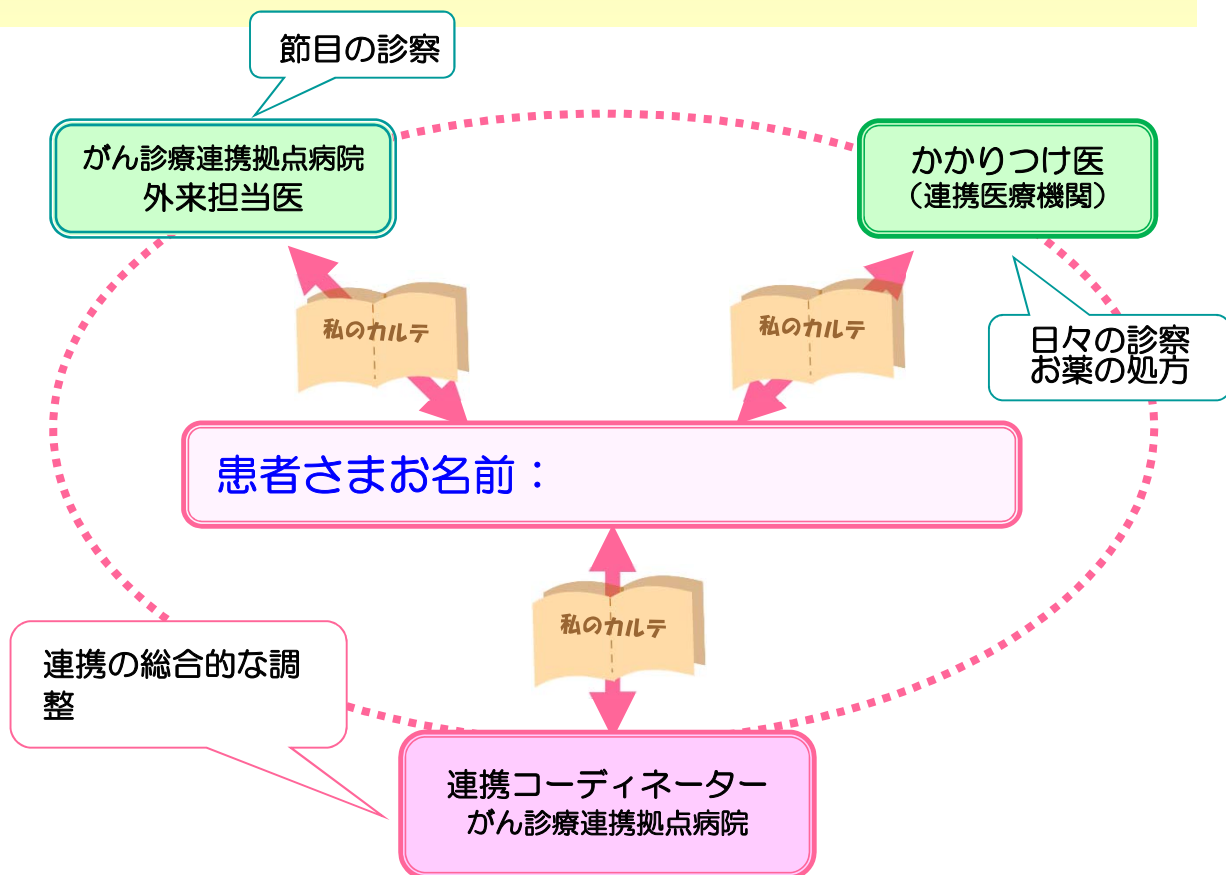 節目の診察
がん診療連携拠点病院
外来担当医
かかりつけ医
（連携医療機関）
私のカルテ
私のカルテ
日々の診察
お薬の処方
患者さまお名前：
私のカルテ
連携の総合的な調
整
連携コーディネーター
がん診療連携拠点病院